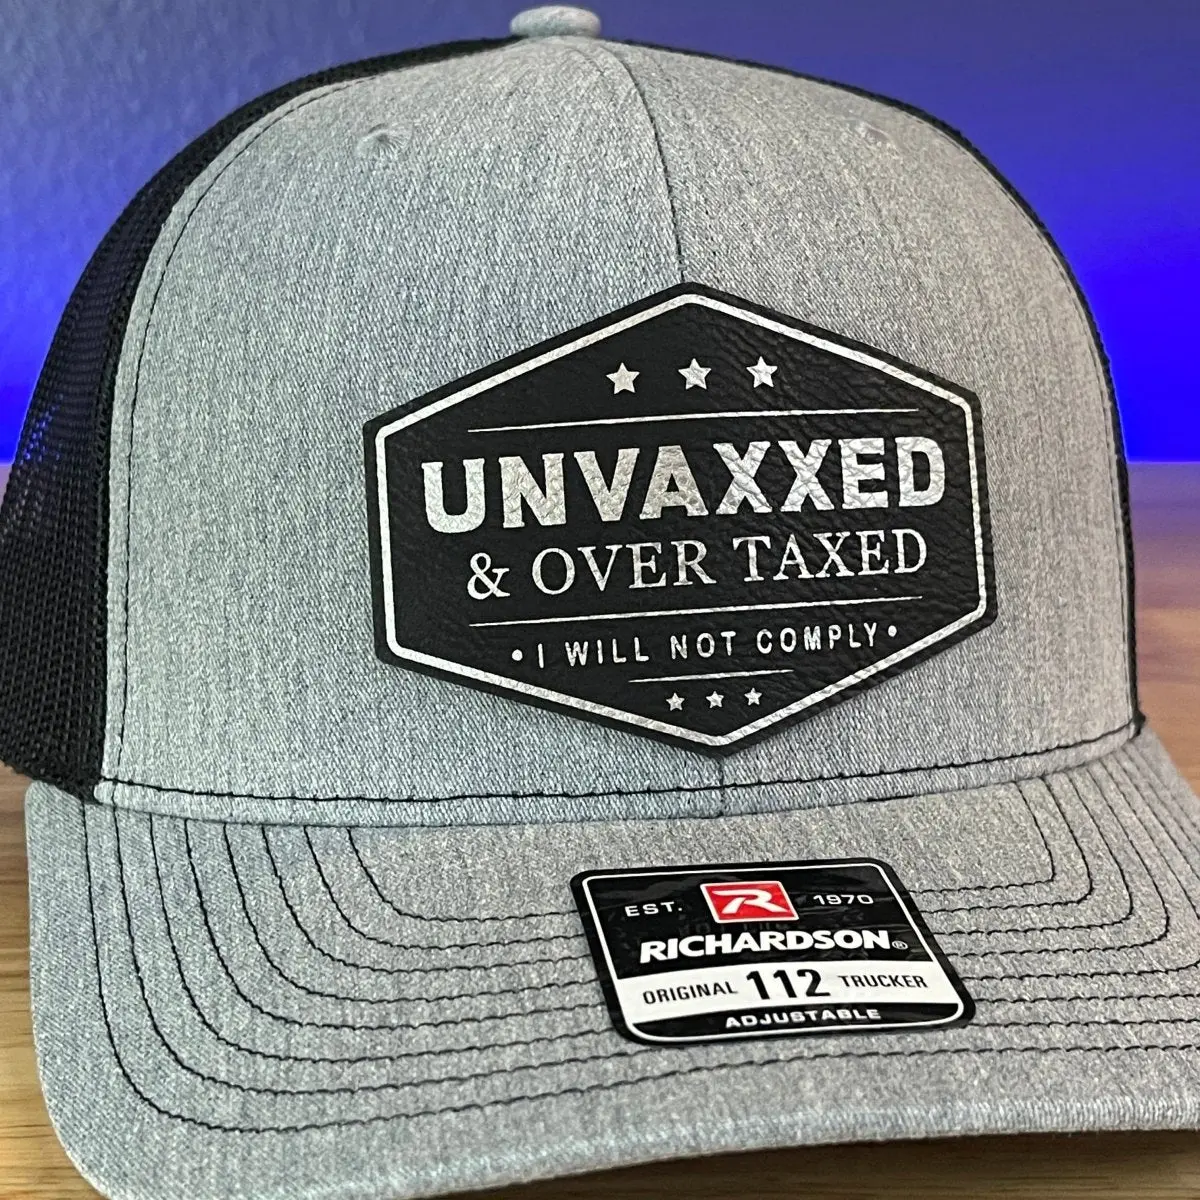 UNVAXXED
& OVER TAXED
• I WILL NOT COMPLY •
EST. R 1970
RICHARDSON®
ORIGINAL 112 TRUCKER
ADJUSTABLE